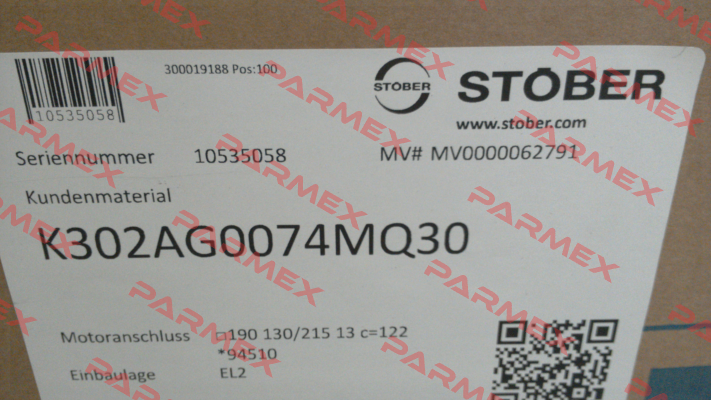 300019188 Pos:100
STÖBER
STÖBER
10535058
www.stober.com
Seriennummer 10535058 MV# MV0000062791
Kundenmaterial
K302AG0074MQ30
Motoranschluss □190 130/215 13 c=122
*94510
Einbaulage EL2
PARMEX